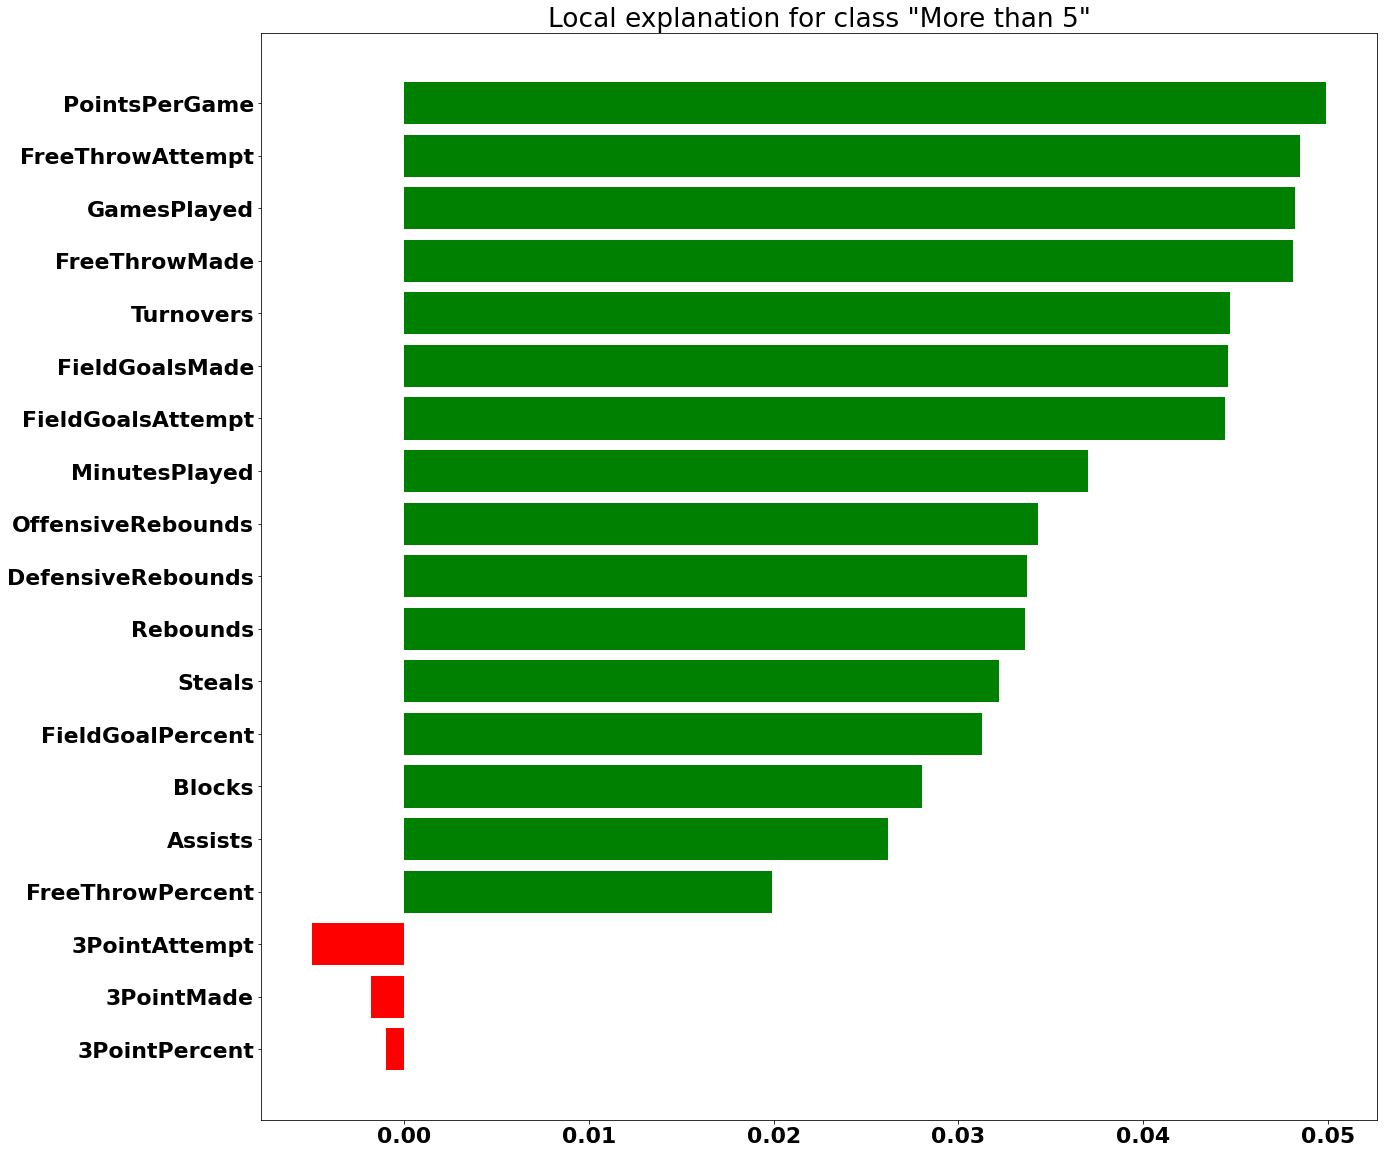 Local explanation for class "More than 5"
PointsPerGame
FreeThrowAttempt
GamesPlayed
FreeThrowMade
Turnovers
FieldGoalsMade
FieldGoalsAttempt
MinutesPlayed
OffensiveRebounds
DefensiveRebounds
Rebounds
Steals
FieldGoalPercent
Blocks
Assists
FreeThrowPercent
3PointAttempt
3PointMade
3PointPercent
0.00 0.01 0.02 0.03 0.04 0.05